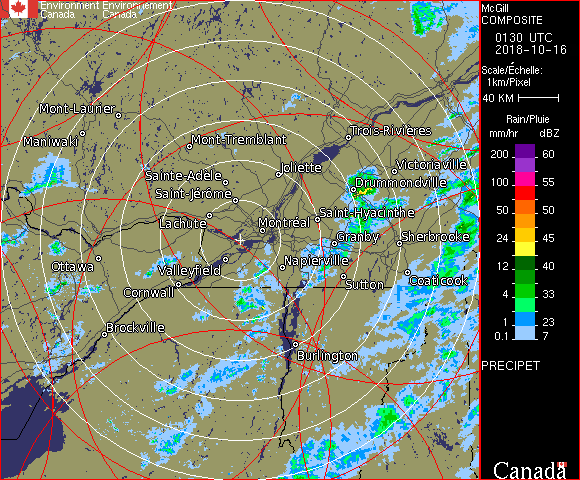 Environment Environnement
Canada Canada
McGill
COMPOSITE
0130 UTC
2018-10-16
Scale/Échelle:
1km/Pixel
40 KM
Rain/Pluie
mm/hr dBZ
200 60
100 55
50 50
24 45
12 40
4 33
1 23
0.1 7
PRECIPET
Canada
Mont-Laurier
Maniwaki
Mont-Tremblant
Trois-Rivières
Joliette
Victoriaville
Sainte-Adèle
Drummondville
Saint-Jérôme
Lachute
Saint-Hyacinthe
Montréal
Granby
Sherbrooke
Ottawa
Valleyfield
Napierville
Cornwall
Sutton
Coaticook
Brockville
Burlington